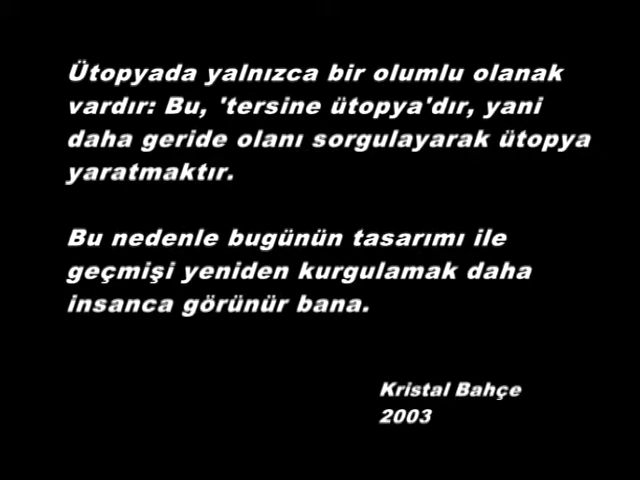 Ütopyada yalnızca bir olumlu olanak
vardır: Bu, 'tersine ütopya'dır, yani
daha geride olanı sorgulayarak ütopya
yaratmaktır.
Bu nedenle bugünün tasarımı ile
geçmişi yeniden kurgulamak daha
insanca görünür bana.
Kristal Bahçe
2003